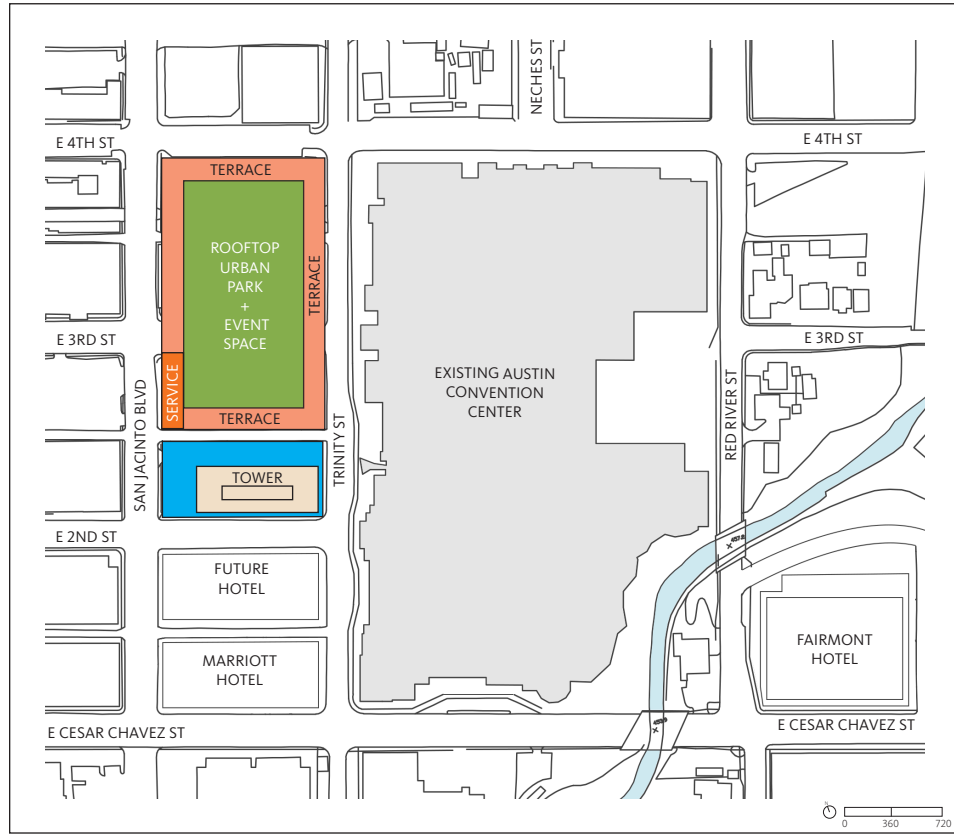 NECHES ST
E 4TH ST
E 4TH ST
TERRACE
ROOFTOP
URBAN
PARK
+
EVENT
SPACE
TERRACE
E 3RD ST
E 3RD ST
SERVICE
TERRACE
SAN JACINTO BLVD
TRINITY ST
EXISTING AUSTIN
CONVENTION
CENTER
RED RIVER ST
TOWER
E 2ND ST
FUTURE
HOTEL
MARRIOTT
HOTEL
FAIRMONT
HOTEL
E CESAR CHAVEZ ST
E CESAR CHAVEZ ST
N
0 360 720